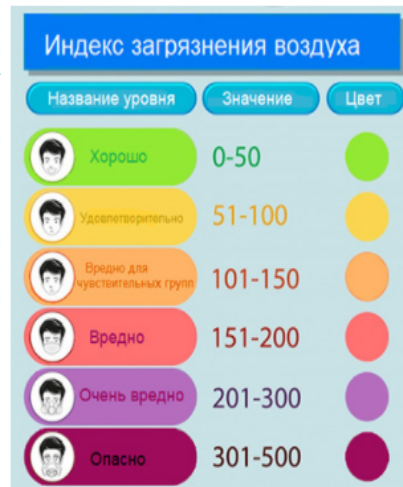 Индекс загрязнения воздуха
Название уровня Значение Цвет
Хорошо 0-50
Удовлетворительно 51-100
Вредно для
чувствительных групп 101-150
Вредно 151-200
Очень вредно 201-300
Опасно 301-500